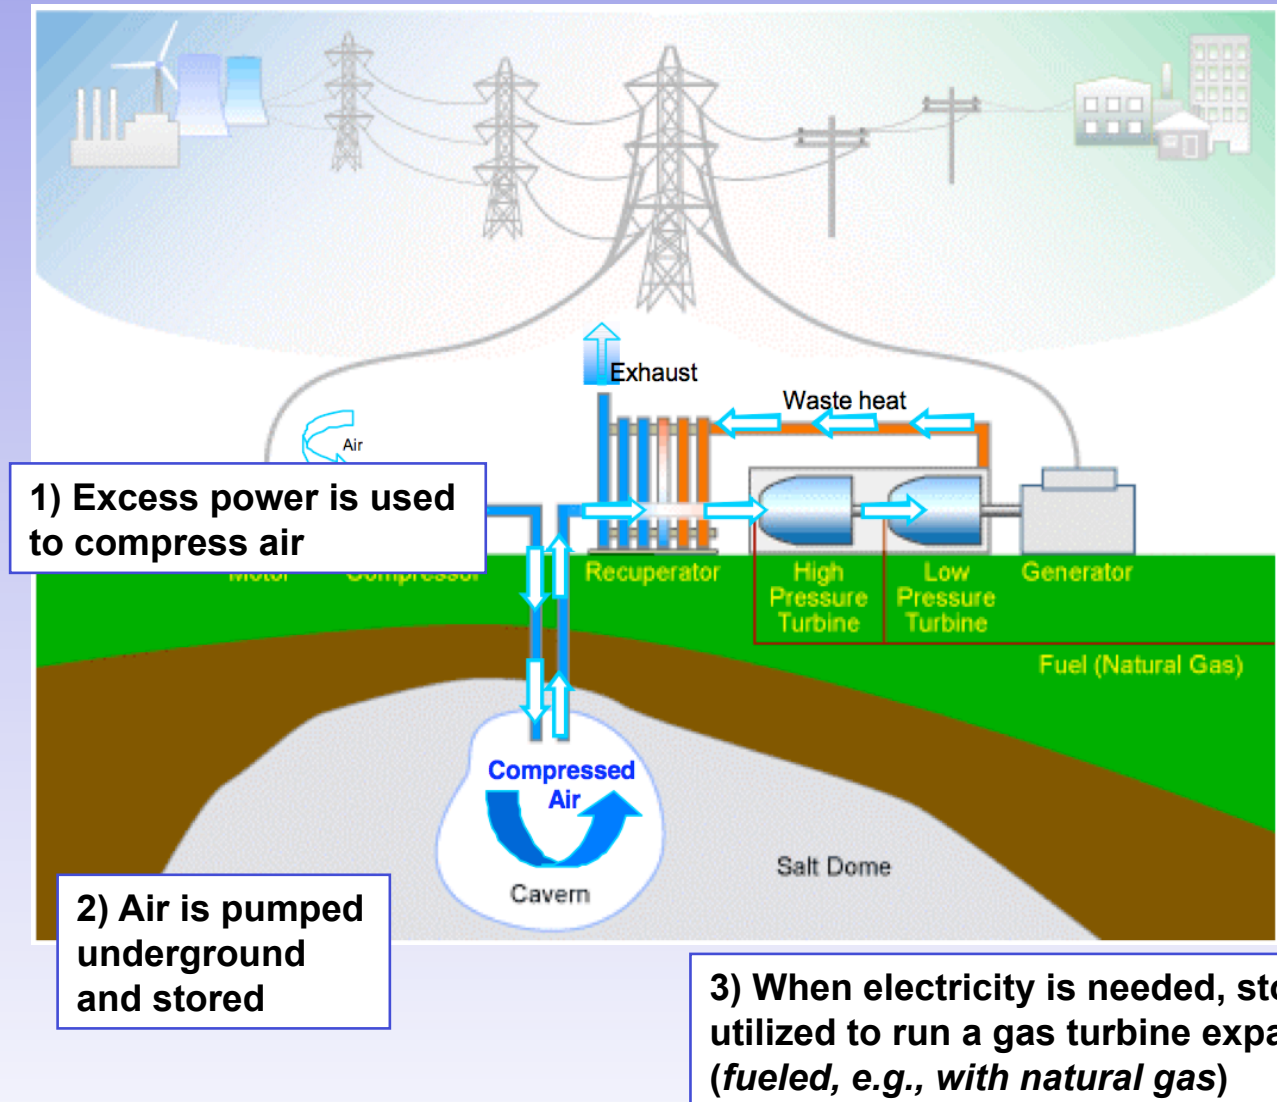 Exhaust
Waste heat
Air
1) Excess power is used
to compress air
Motor Compressor
Recuperator
High
Pressure
Turbine
Low
Pressure
Turbine
Generator
Fuel (Natural Gas)
Compressed
Air
Cavern
Salt Dome
2) Air is pumped
underground
and stored
3) When electricity is needed,
utilized to run a gas turbine
(fueled, e.g., with natural gas)